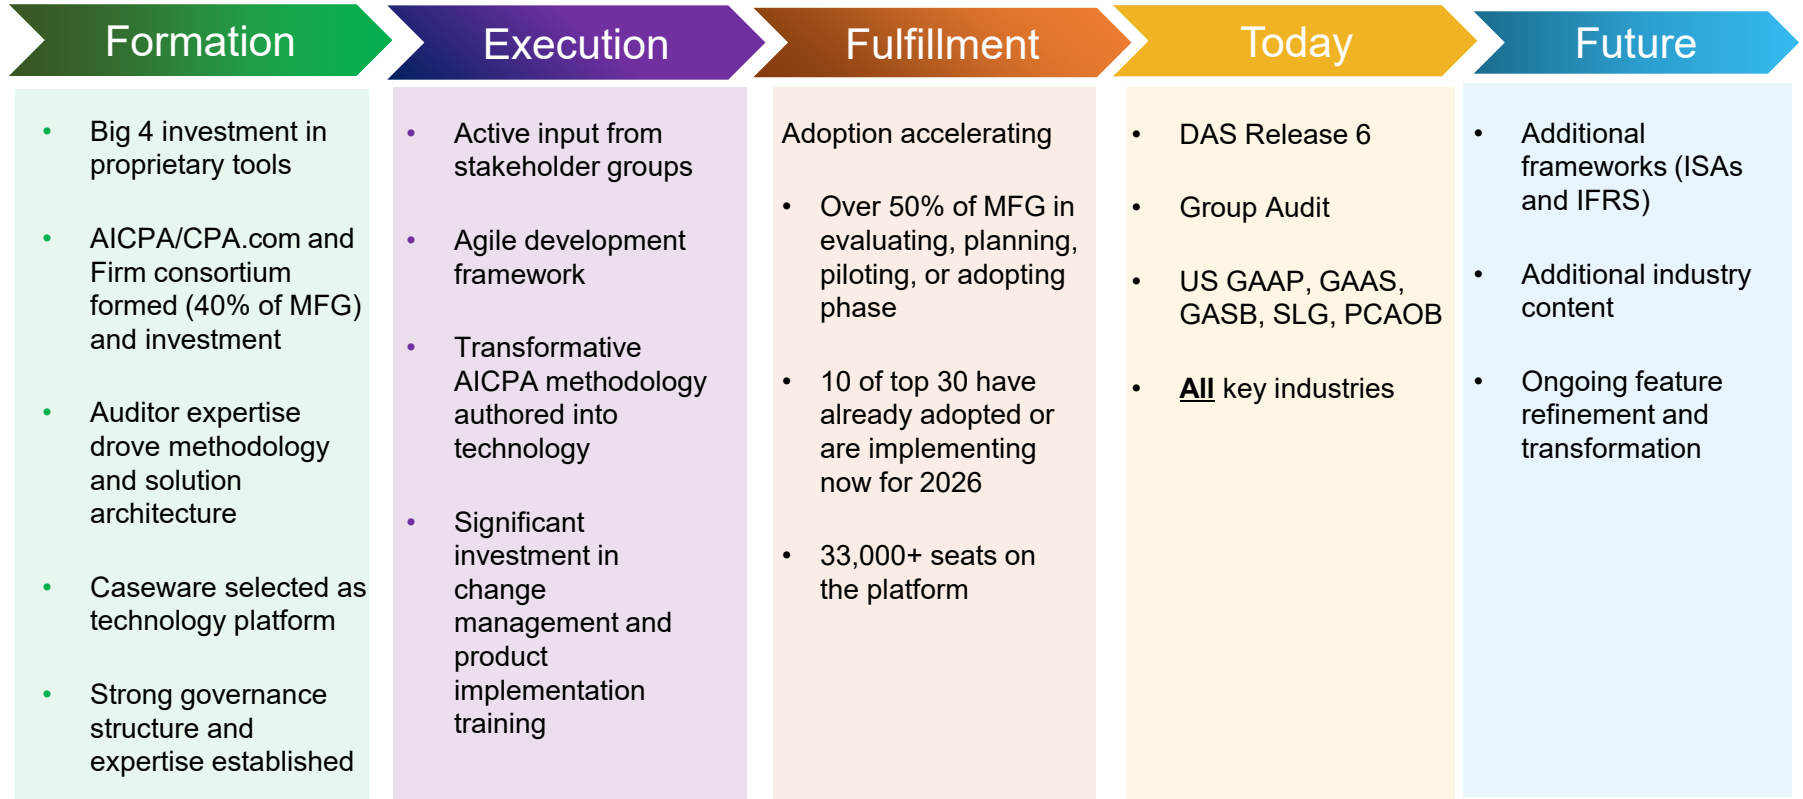 Formation
Execution
Fulfillment
Today
Future
• Big 4 investment in
proprietary tools
• AICPA/CPA.com and
Firm consortium
formed (40% of MFG)
and investment
• Auditor expertise
drove methodology
and solution
architecture
• Caseware selected as
technology platform
• Strong governance
structure and
expertise established
• Active input from
stakeholder groups
• Agile development
framework
• Transformative
AICPA methodology
authored into
technology
• Significant
investment in
change
management and
product
implementation
training
Adoption accelerating
• Over 50% of MFG in
evaluating, planning,
piloting, or adopting
phase
• 10 of top 30 have
already adopted or
are implementing
now for 2026
• 33,000+ seats on
the platform
• DAS Release 6
• Group Audit
• US GAAP, GAAS,
GASB, SLG, PCAOB
• All key industries
• Additional
frameworks (ISAs
and IFRS)
• Additional industry
content
• Ongoing feature
refinement and
transformation